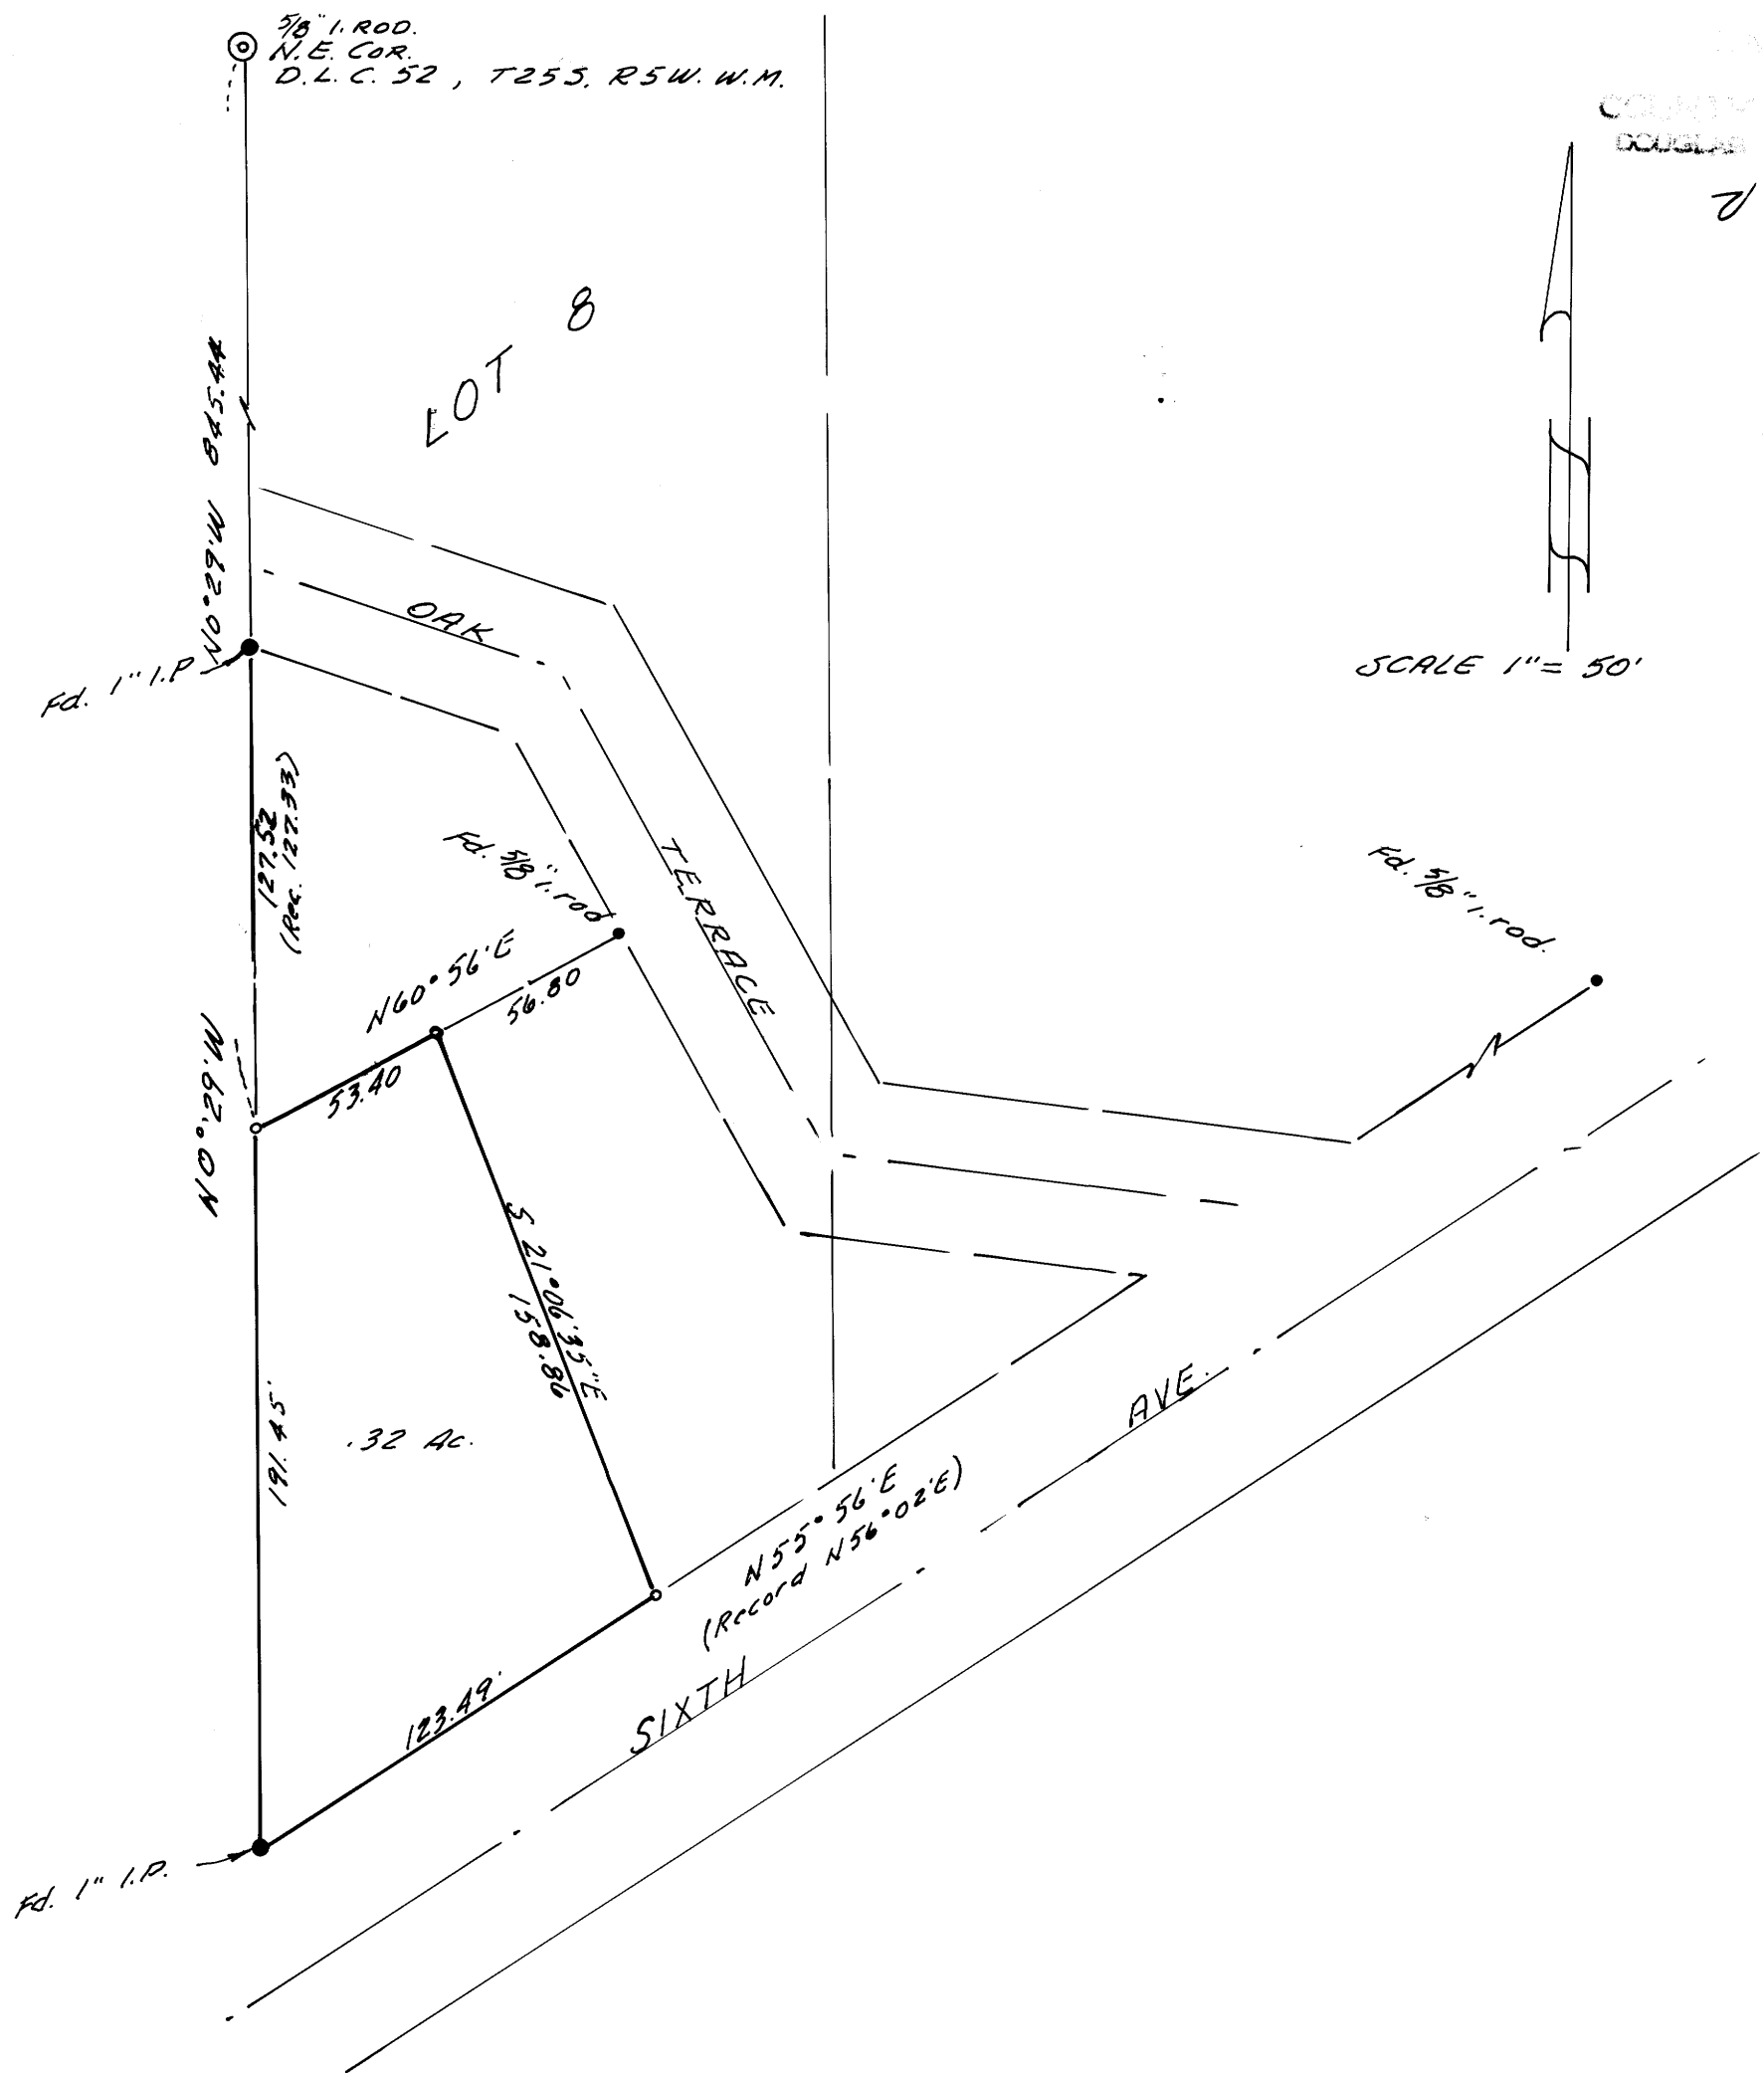 5/8" I. ROD.
N.E. COR.
D.L.C. 52, T25S. R5W. W.M.
DOUGLAS
LOT 8
N0°29'W 845.44
OAK
Fd. 1" I.P
SCALE 1"= 50'
127.52
(Rec. 127.33)
Fd. 5/8" I. rod
TERRACE
Fd. 5/8" I. rod.
N60°56'E
56.80
53.40
N0°29'W
S 21°06'35"E
158.86
191.45'
.32 Ac.
AVE.
N55°56'E
(Record N56°02'E)
123.49'
SIXTH
Fd. 1" I.P.